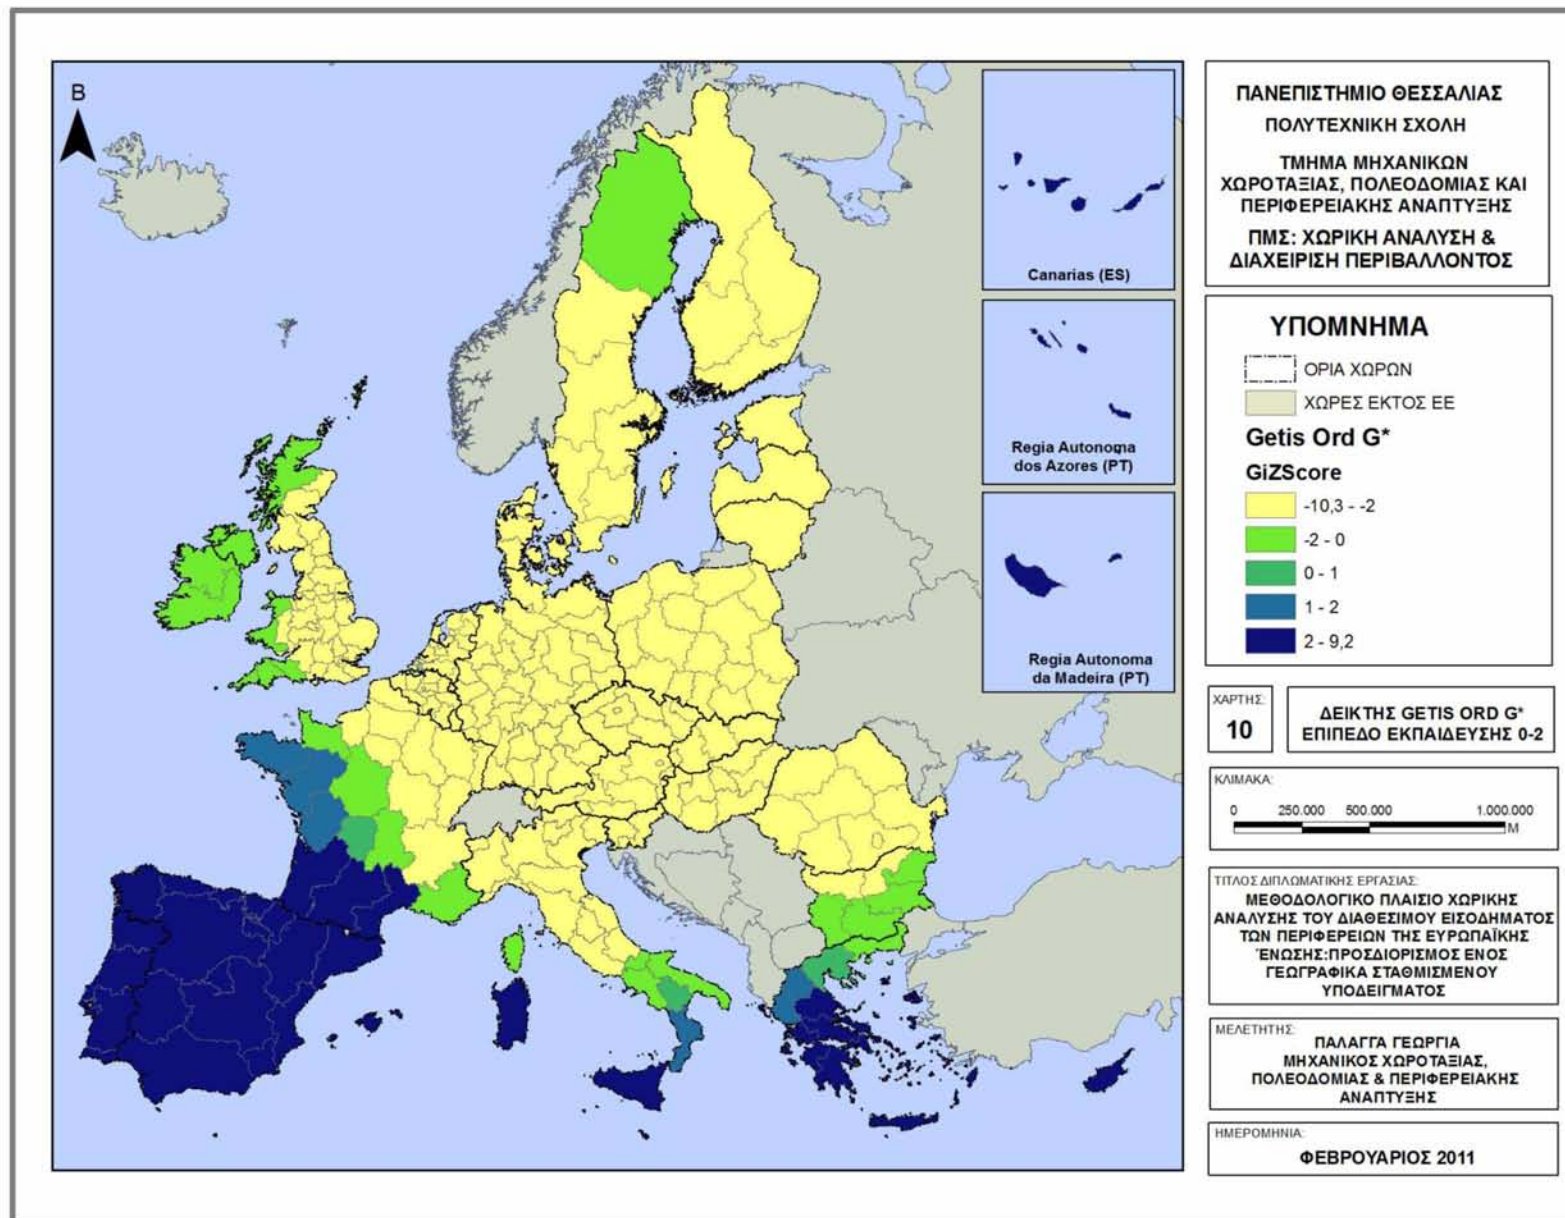 B
Canarias (ES)
Regia Autonoma
dos Azores (PT)
Regia Autonoma
da Madeira (PT)
ΠΑΝΕΠΙΣΤΗΜΙΟ ΘΕΣΣΑΛΙΑΣ
ΠΟΛΥΤΕΧΝΙΚΗ ΣΧΟΛΗ
ΤΜΗΜΑ ΜΗΧΑΝΙΚΩΝ
ΧΩΡΟΤΑΞΙΑΣ, ΠΟΛΕΟΔΟΜΙΑΣ ΚΑΙ
ΠΕΡΙΦΕΡΕΙΑΚΗΣ ΑΝΑΠΤΥΞΗΣ
ΠΜΣ: ΧΩΡΙΚΗ ΑΝΑΛΥΣΗ &
ΔΙΑΧΕΙΡΙΣΗ ΠΕΡΙΒΑΛΛΟΝΤΟΣ
ΥΠΟΜΝΗΜΑ
ΟΡΙΑ ΧΩΡΩΝ
ΧΩΡΕΣ ΕΚΤΟΣ ΕΕ
Getis Ord G*
GiZScore
-10,3 - -2
-2 - 0
0 - 1
1 - 2
2 - 9,2
ΧΑΡΤΗΣ:
10
ΔΕΙΚΤΗΣ GETIS ORD G*
ΕΠΙΠΕΔΟ ΕΚΠΑΙΔΕΥΣΗΣ 0-2
ΚΛΙΜΑΚΑ:
0 250.000 500.000 1.000.000
M
ΤΙΤΛΟΣ ΔΙΠΛΩΜΑΤΙΚΗΣ ΕΡΓΑΣΙΑΣ:
ΜΕΘΟΔΟΛΟΓΙΚΟ ΠΛΑΙΣΙΟ ΧΩΡΙΚΗΣ
ΑΝΑΛΥΣΗΣ ΤΟΥ ΔΙΑΘΕΣΙΜΟΥ ΕΙΣΟΔΗΜΑΤΟΣ
ΤΩΝ ΠΕΡΙΦΕΡΕΙΩΝ ΤΗΣ ΕΥΡΩΠΑΪΚΗΣ
ΈΝΩΣΗΣ:ΠΡΟΣΔΙΟΡΙΣΜΟΣ ΕΝΟΣ
ΓΕΩΓΡΑΦΙΚΑ ΣΤΑΘΜΙΣΜΕΝΟΥ
ΥΠΟΔΕΙΓΜΑΤΟΣ
ΜΕΛΕΤΗΤΗΣ:
ΠΑΛΑΓΓΑ ΓΕΩΡΓΙΑ
ΜΗΧΑΝΙΚΟΣ ΧΩΡΟΤΑΞΙΑΣ,
ΠΟΛΕΟΔΟΜΙΑΣ & ΠΕΡΙΦΕΡΕΙΑΚΗΣ
ΑΝΑΠΤΥΞΗΣ
ΗΜΕΡΟΜΗΝΙΑ:
ΦΕΒΡΟΥΑΡΙΟΣ 2011